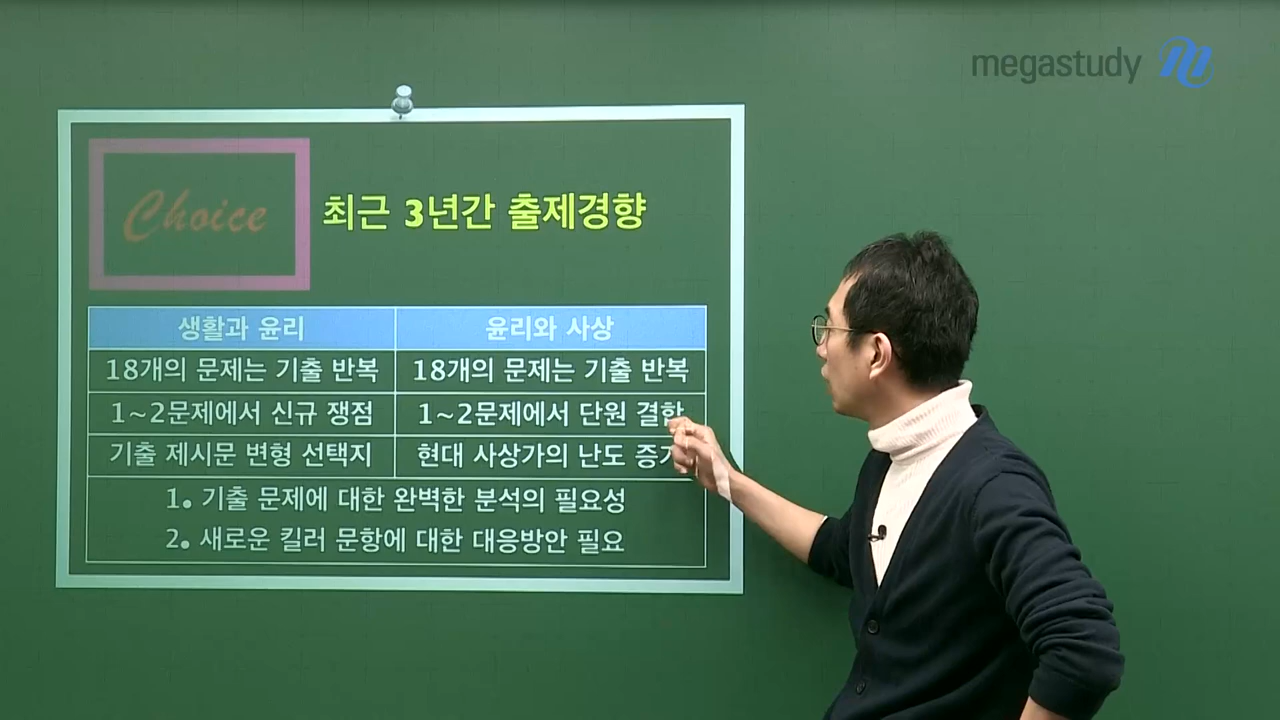 megastudy
Choice
최근 3년간 출제경향
생활과 윤리
윤리와 사상
18개의 문제는 기출 반복
18개의 문제는 기출 반복
1~2문제에서 신규 쟁점
1~2문제에서 단원 결합
기출 제시문 변형 선택지
현대 사상가의 난도 증가
1. 기출 문제에 대한 완벽한 분석의 필요성
2. 새로운 킬러 문항에 대한 대응방안 필요